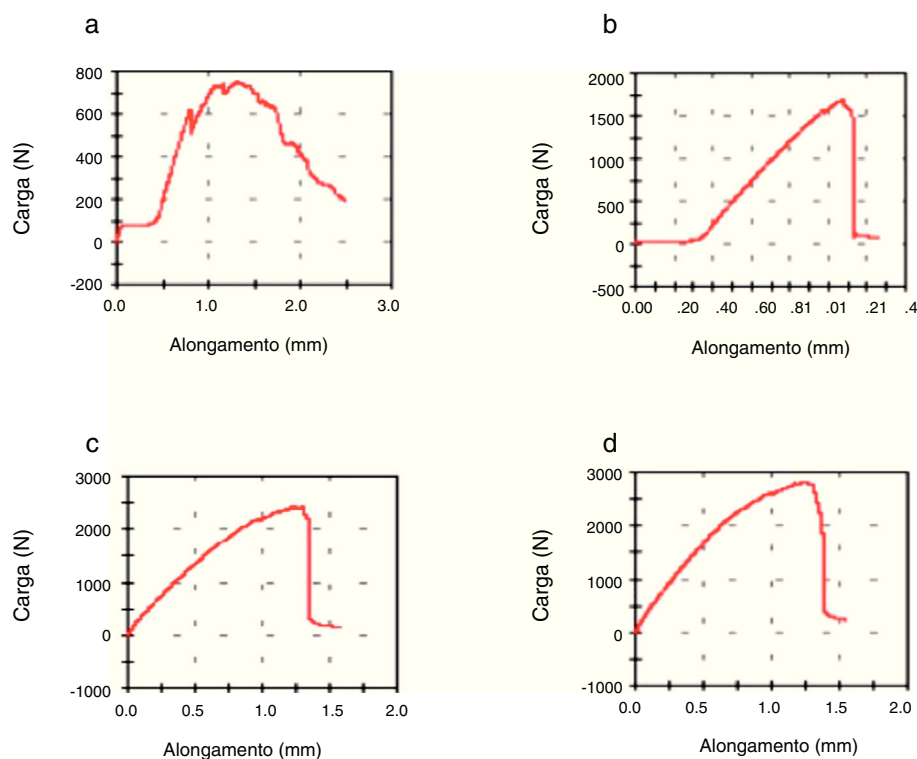 a
800
600
400
200
0
-200
0.0 1.0 2.0 3.0
Carga (N)
Alongamento (mm)
b
2000
1500
1000
500
0
-500
0.00 .20 .40 .60 .81 .01 .21 .4
Carga (N)
Alongamento (mm)
c
3000
2000
1000
0
-1000
0.0 0.5 1.0 1.5 2.0
Carga (N)
Alongamento (mm)
d
3000
2000
1000
0
-1000
0.0 0.5 1.0 1.5 2.0
Carga (N)
Alongamento (mm)